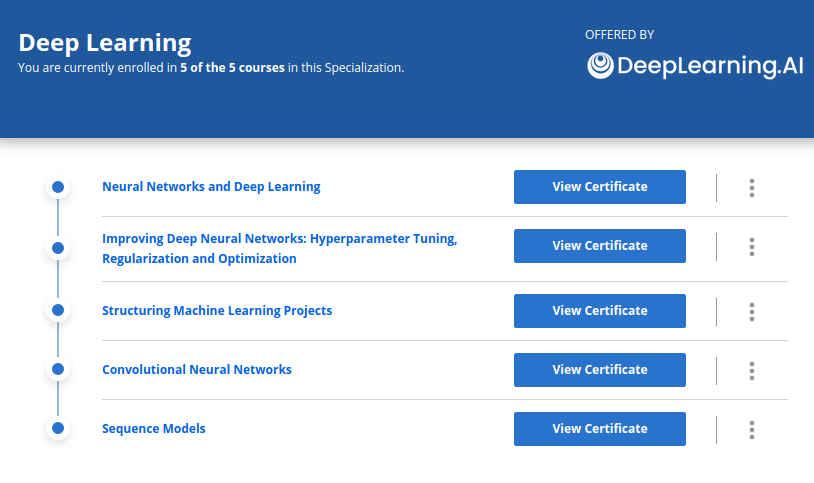 Deep Learning
You are currently enrolled in 5 of the 5 courses in this Specialization.
OFFERED BY
DeepLearning.AI
Neural Networks and Deep Learning
View Certificate
Improving Deep Neural Networks: Hyperparameter Tuning,
Regularization and Optimization
View Certificate
Structuring Machine Learning Projects
View Certificate
Convolutional Neural Networks
View Certificate
Sequence Models
View Certificate